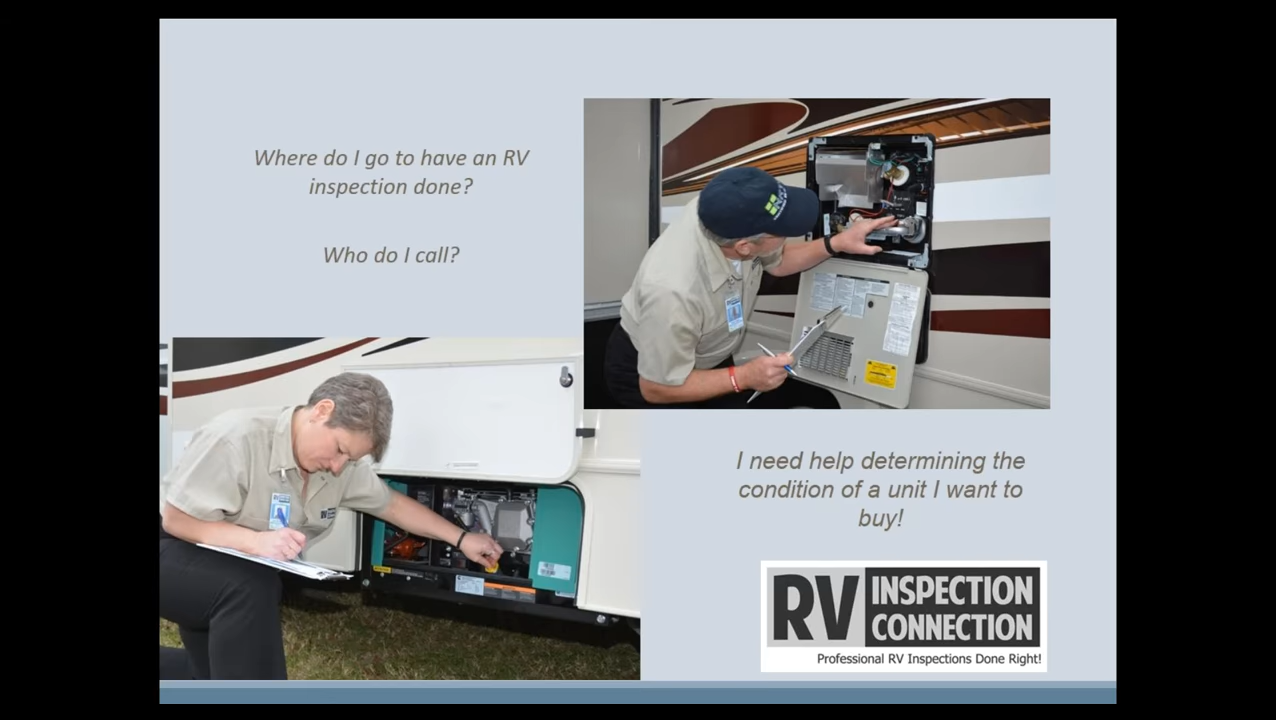 Where do I go to have an RV
inspection done?
Who do I call?
I need help determining the
condition of a unit I want to
buy!
RV INSPECTION
CONNECTION
Professional RV Inspections Done Right!